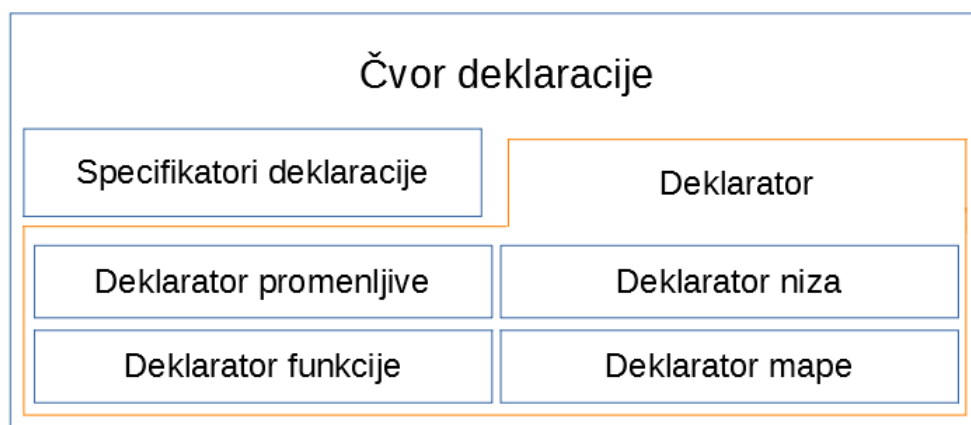 Čvor deklaracije
Specifikatori deklaracije
Deklarator
Deklarator promenljive
Deklarator niza
Deklarator funkcije
Deklarator mape